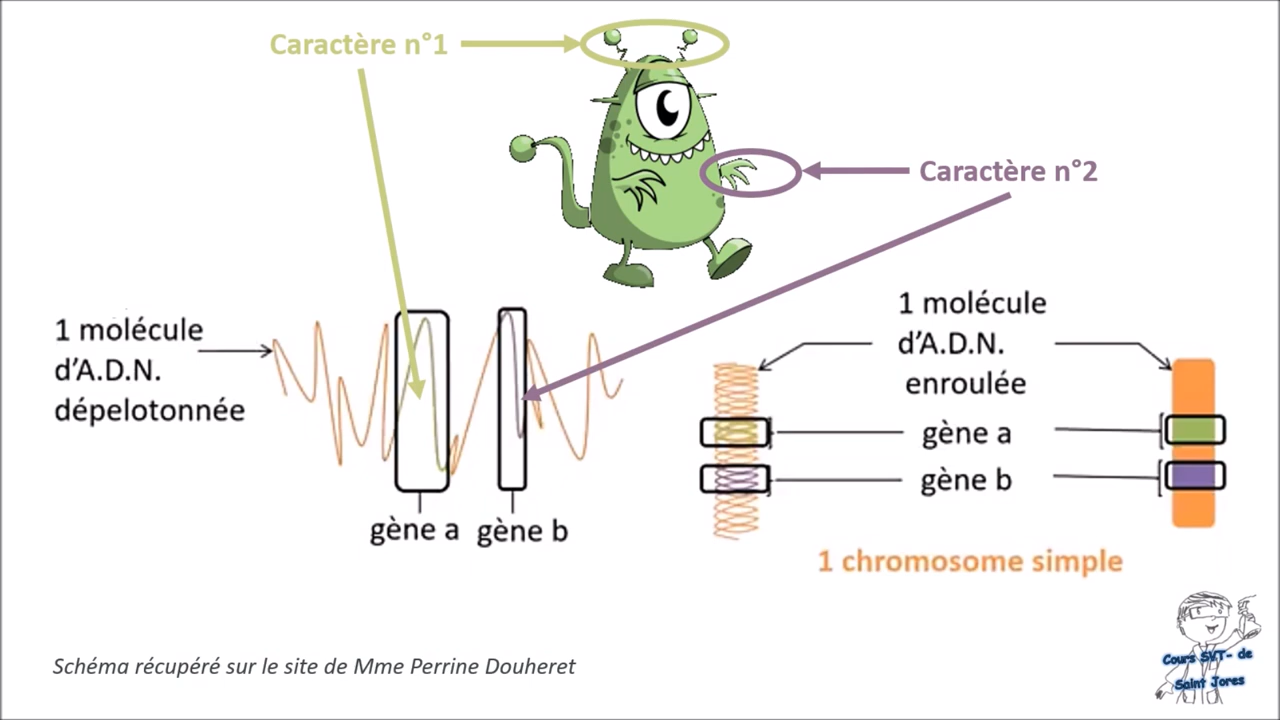 Caractère n°1
Caractère n°2
1 molécule
d'A.D.N.
dépelotonnée
gène a
gène b
1 molécule
d'A.D.N.
enroulée
gène a
gène b
1 chromosome simple
Schéma récupéré sur le site de Mme Perrine Douheret
Cours SVT- de
Saint Jores